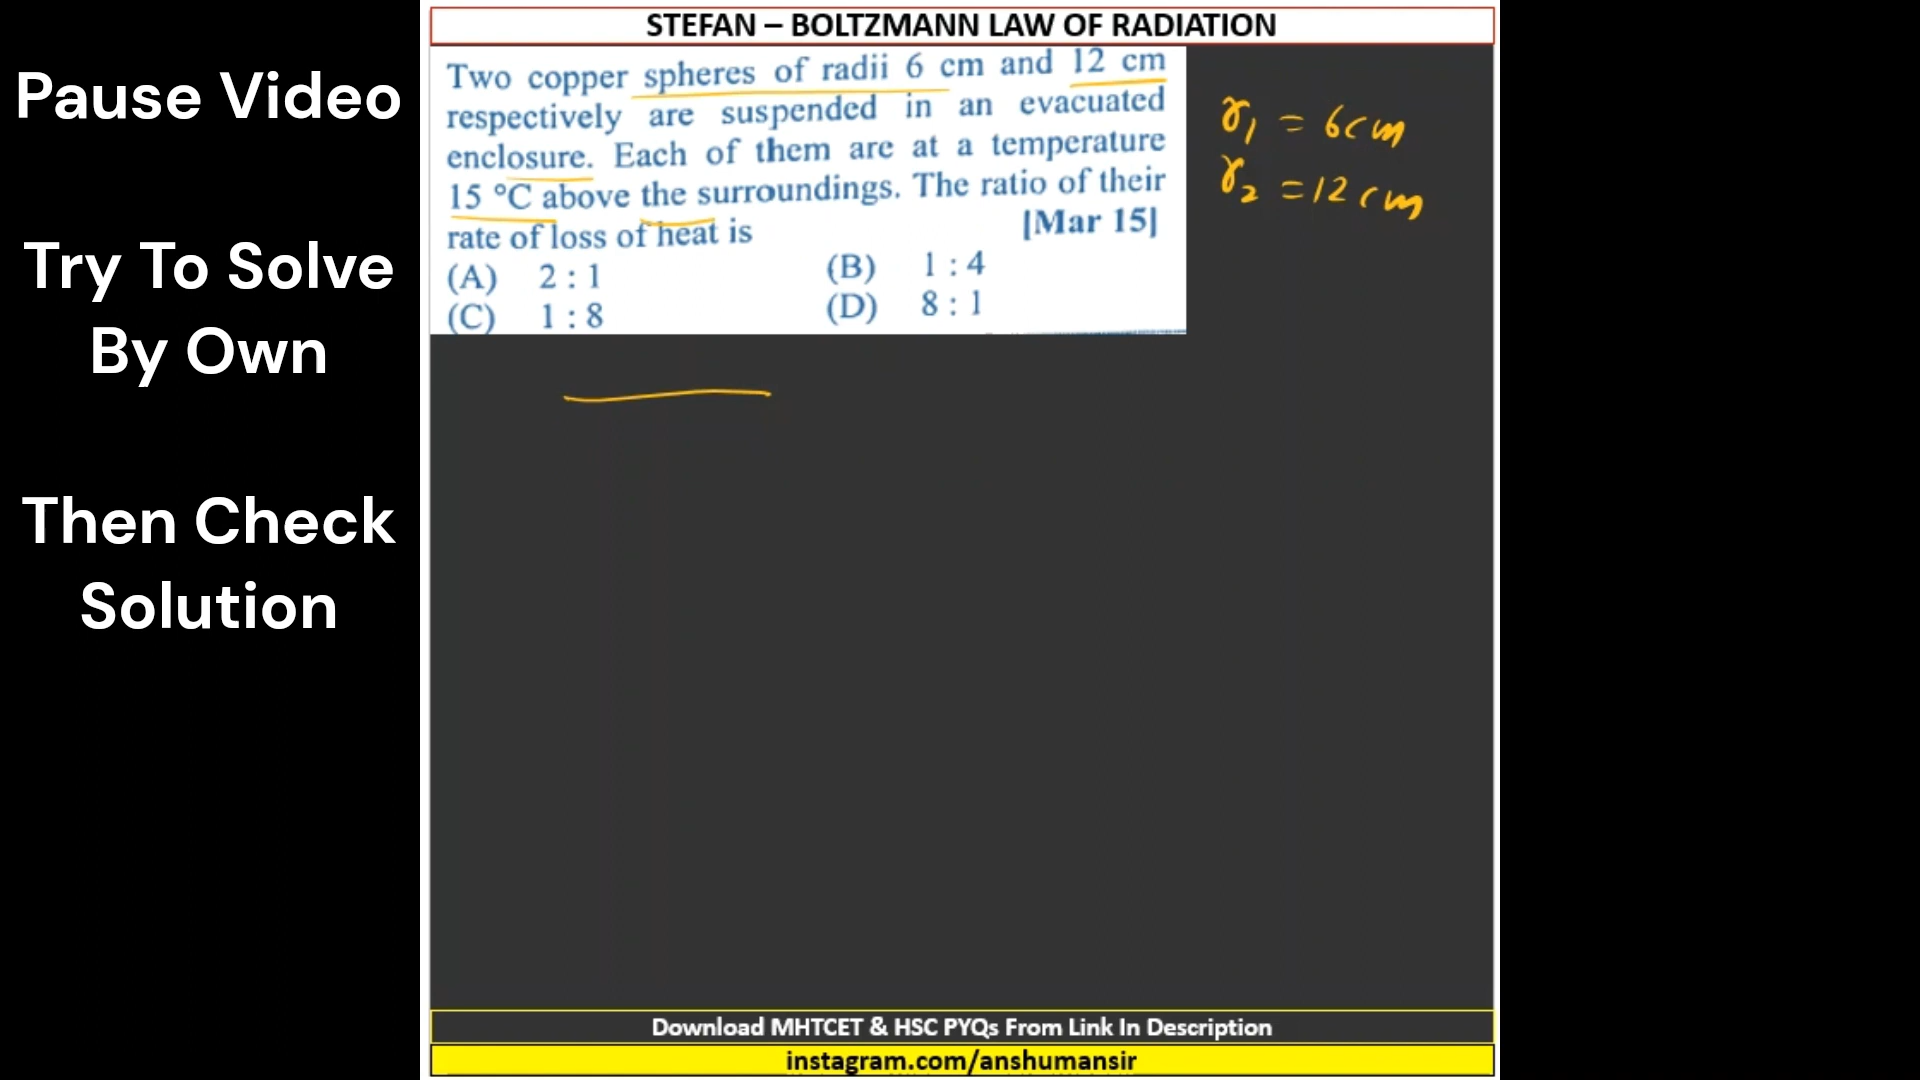 Pause Video
Try To Solve
By Own
Then Check
Solution
STEFAN – BOLTZMANN LAW OF RADIATION
Two copper spheres of radii 6 cm and 12 cm
respectively are suspended in an evacuated
enclosure. Each of them are at a temperature
15 °C above the surroundings. The ratio of their
rate of loss of heat is [Mar 15]
(A) 2 : 1 (B) 1 : 4
(C) 1 : 8 (D) 8 : 1
r₁ = 6cm
r₂ = 12cm
Download MHTCET & HSC PYQs From Link In Description
instagram.com/anshumansir